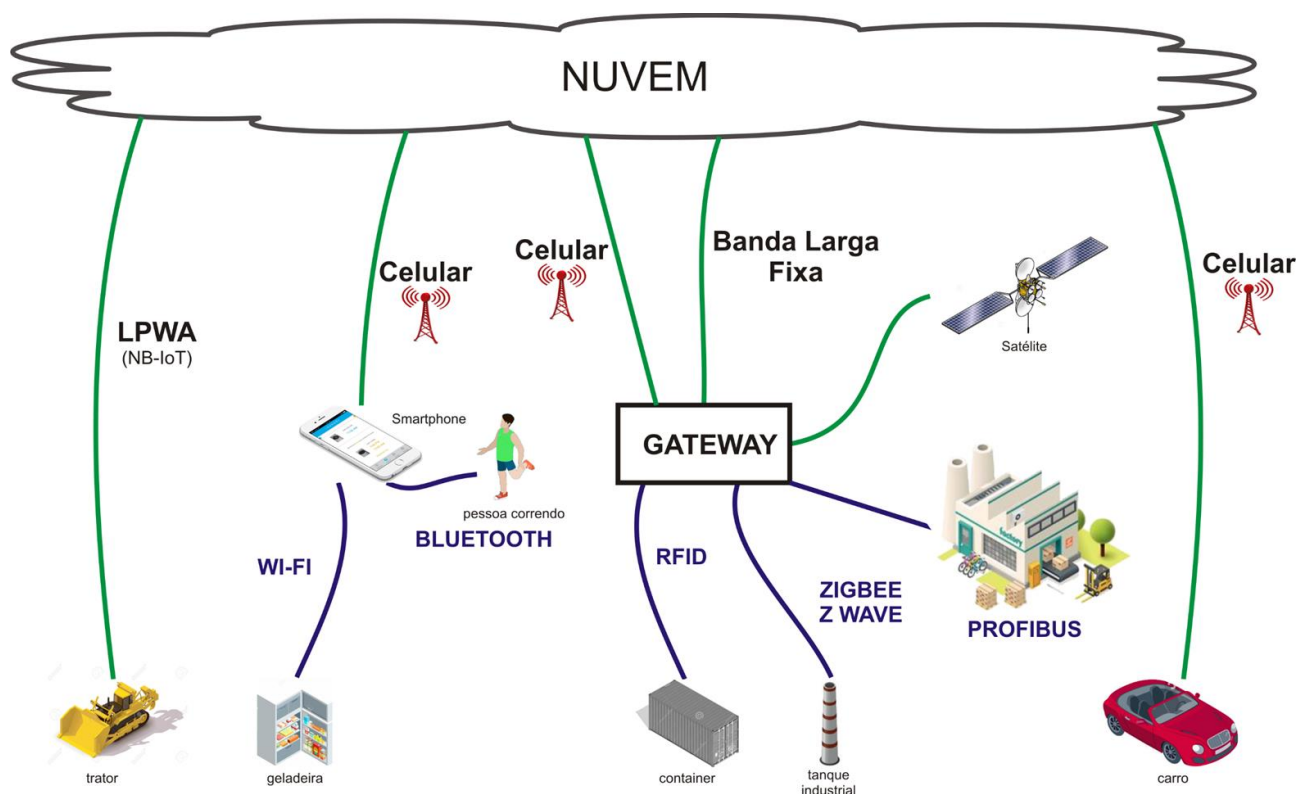 NUVEM
Celular
Celular
Banda Larga
Fixa
Celular
LPWA
(NB-IoT)
Satélite
Smartphone
GATEWAY
pessoa correndo
BLUETOOTH
WI-FI
RFID
ZIGBEE
Z WAVE
factory
PROFIBUS
trator
geladeira
container
tanque
industrial
carro